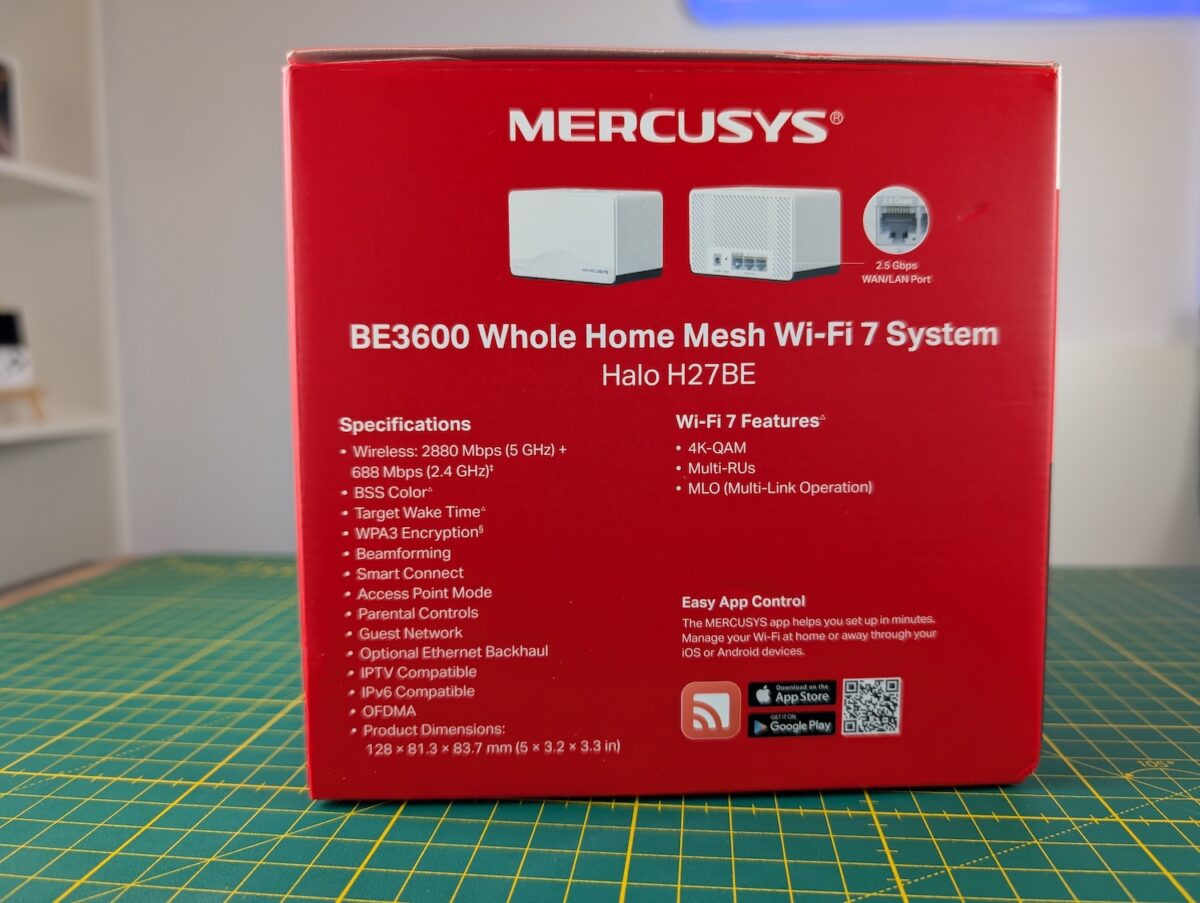 MERCUSYS®
2.5 Gbps
MERCUSYS
2.5 Gbps
WAN/LAN Port
BE3600 Whole Home Mesh Wi-Fi 7 System
Halo H27BE
Specifications
• Wireless: 2880 Mbps (5 GHz) +
688 Mbps (2.4 GHz)‡
• BSS Color△
• Target Wake Time△
• WPA3 Encryption§
• Beamforming
• Smart Connect
• Access Point Mode
• Parental Controls
• Guest Network
• Optional Ethernet Backhaul
• IPTV Compatible
• IPv6 Compatible
• OFDMA
• Product Dimensions:
128 × 81.3 × 83.7 mm (5 × 3.2 × 3.3 in)
Wi-Fi 7 Features△
• 4K-QAM
• Multi-RUs
• MLO (Multi-Link Operation)
Easy App Control
The MERCUSYS app helps you set up in minutes.
Manage your Wi-Fi at home or away through your
iOS or Android devices.
Download on the
App Store
GET IT ON
Google Play
105°